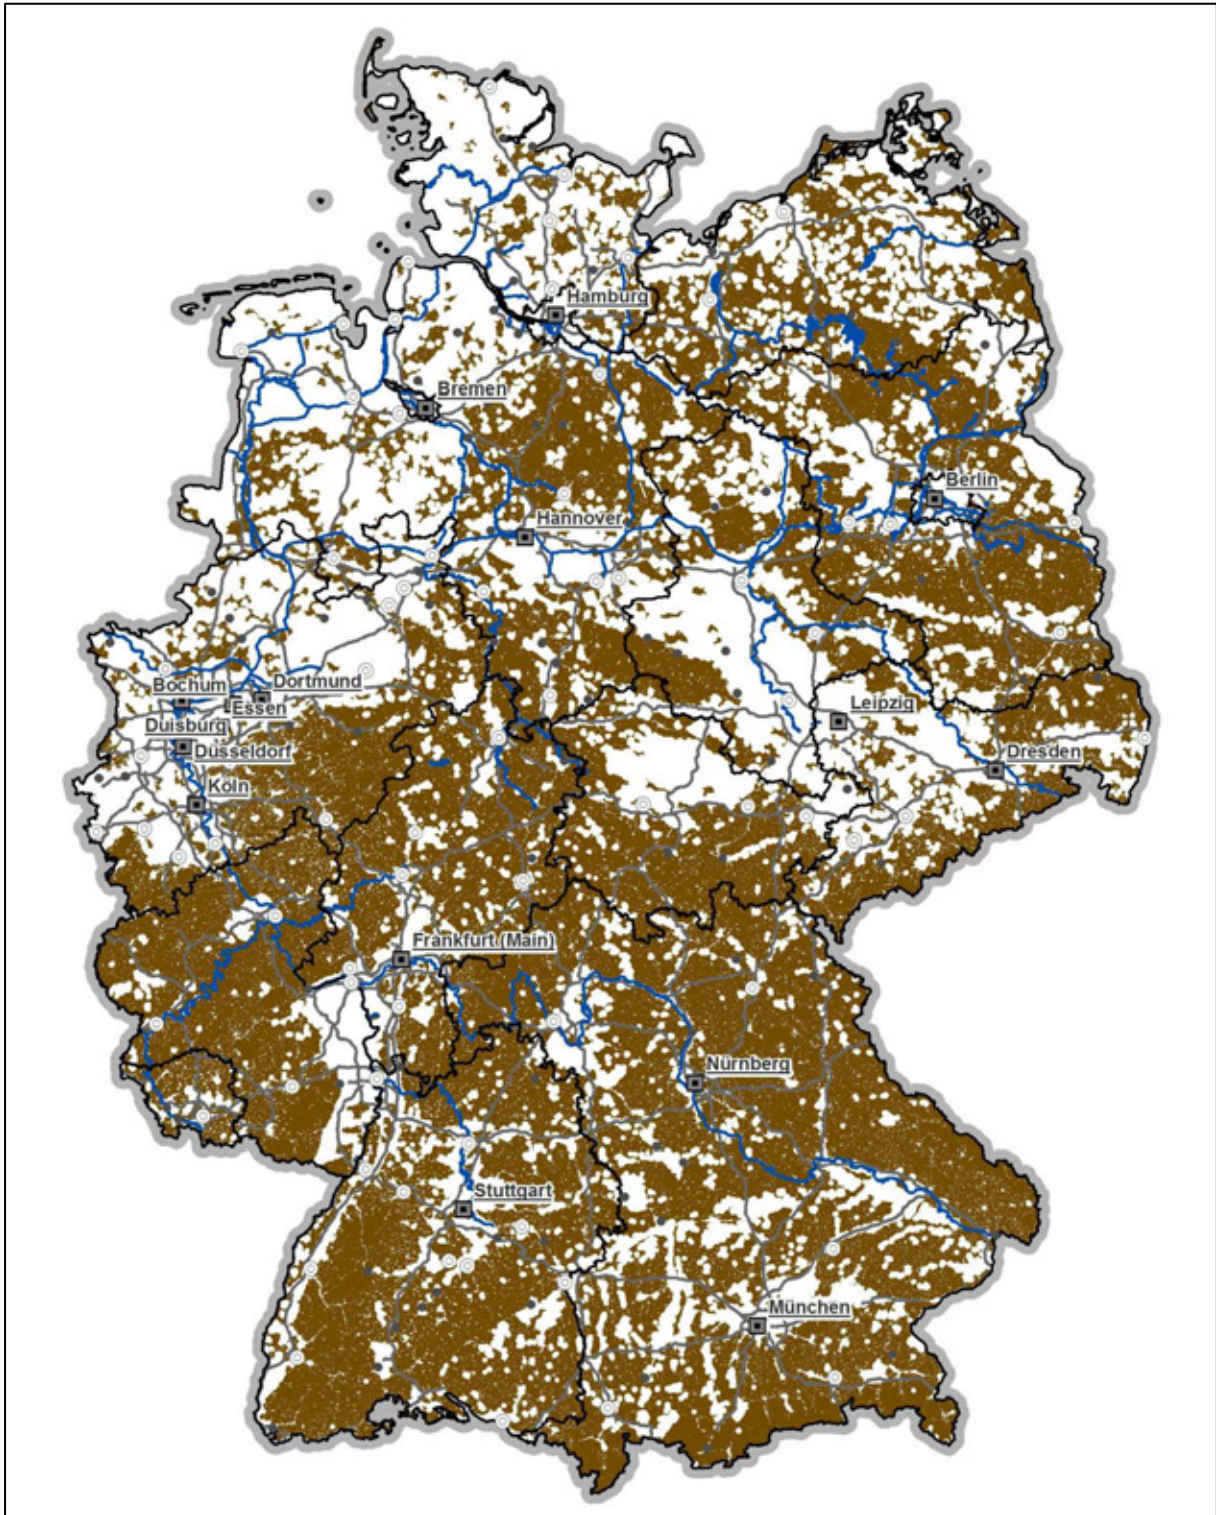 Hamburg
Bremen
Berlin
Hannover
Bochum
Dortmund
Essen
Duisburg
Düsseldorf
Leipzig
Dresden
Köln
Frankfurt (Main)
Nürnberg
Stuttgart
München